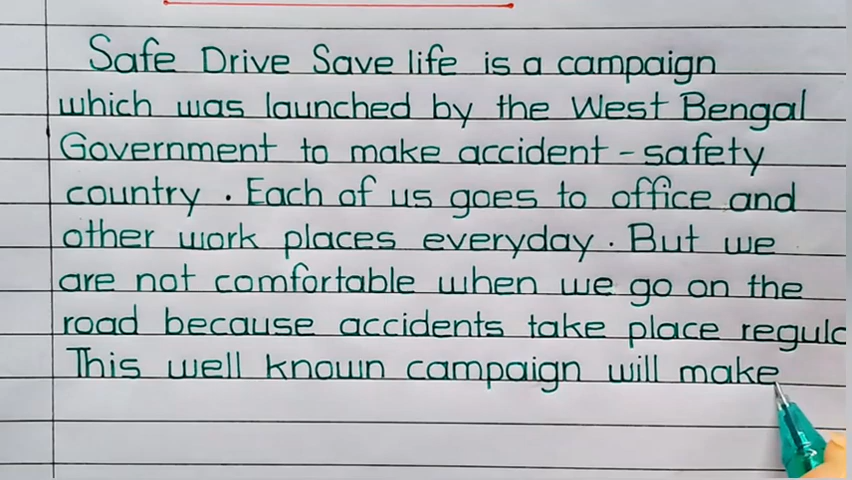 Safe Drive Save life is a campaign
which was launched by the West Bengal
Government to make accident - safety
country . Each of us goes to office and
other work places everyday . But we
are not comfortable when we go on the
road because accidents take place
This well known campaign will make